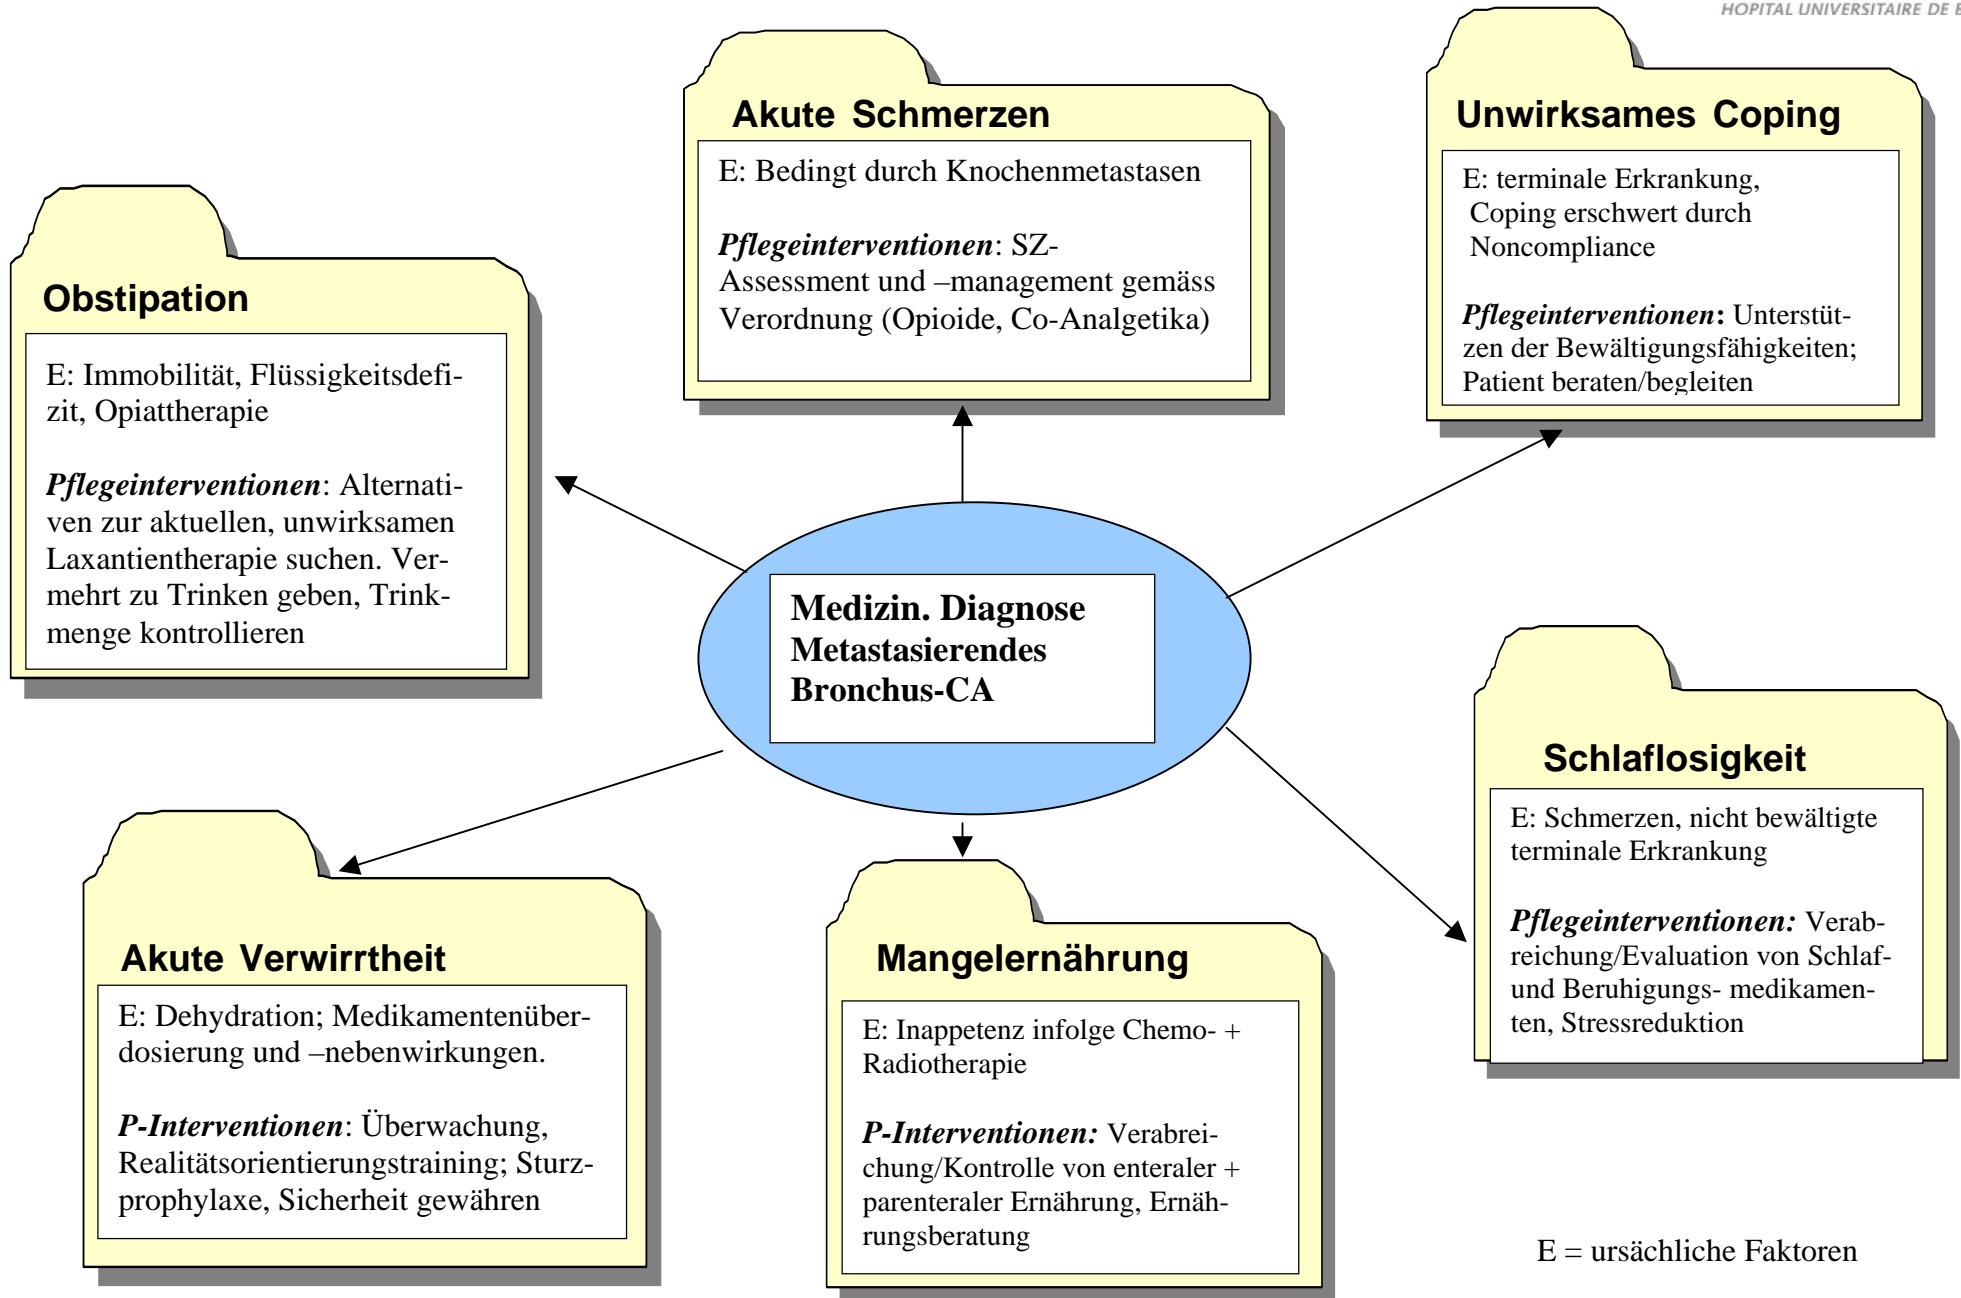 HOPITAL UNIVERSITAIRE DE
Akute Schmerzen
E: Bedingt durch Knochenmetastasen
Pflegeinterventionen: SZ-
Assessment und –management gemäss
Verordnung (Opioide, Co-Analgetika)
Unwirksames Coping
E: terminale Erkrankung,
Coping erschwert durch
Noncompliance
Pflegeinterventionen: Unterstüt-
zen der Bewältigungsfähigkeiten;
Patient beraten/begleiten
Obstipation
E: Immobilität, Flüssigkeitsdefi-
zit, Opiattherapie
Pflegeinterventionen: Alternati-
ven zur aktuellen, unwirksamen
Laxantientherapie suchen. Ver-
mehrt zu Trinken geben, Trink-
menge kontrollieren
Medizin. Diagnose
Metastasierendes
Bronchus-CA
Schlaflosigkeit
E: Schmerzen, nicht bewältigte
terminale Erkrankung
Pflegeinterventionen: Verab-
reichung/Evaluation von Schlaf-
und Beruhigungs- medikamen-
ten, Stressreduktion
Akute Verwirrtheit
E: Dehydration; Medikamentenüber-
dosierung und –nebenwirkungen.
P-Interventionen: Überwachung,
Realitätsorientierungstraining; Sturz-
prophylaxe, Sicherheit gewähren
Mangelernährung
E: Inappetenz infolge Chemo- +
Radiotherapie
P-Interventionen: Verabrei-
chung/Kontrolle von enteraler +
parenteraler Ernährung, Ernäh-
rungsberatung
E = ursächliche Faktoren